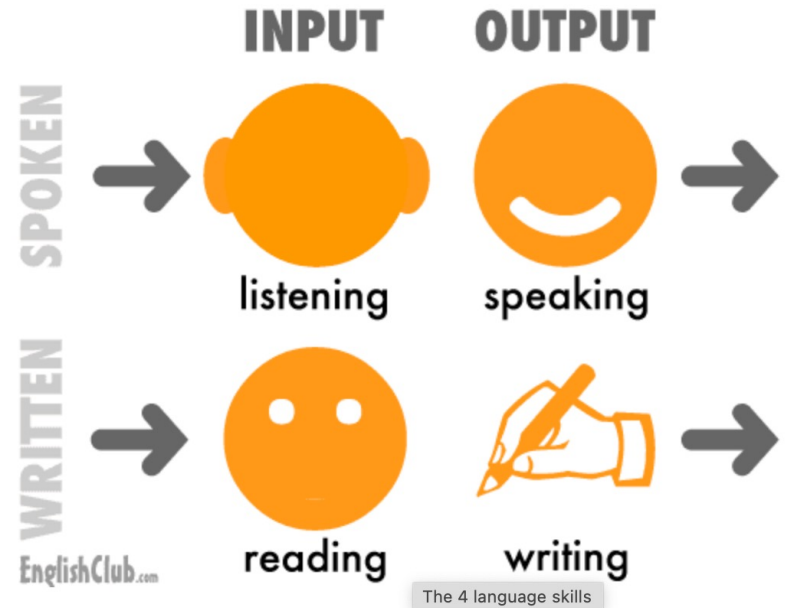 INPUT OUTPUT
SPOKEN
listening speaking
WRITTEN
reading writing
EnglishClub.com
The 4 language skills